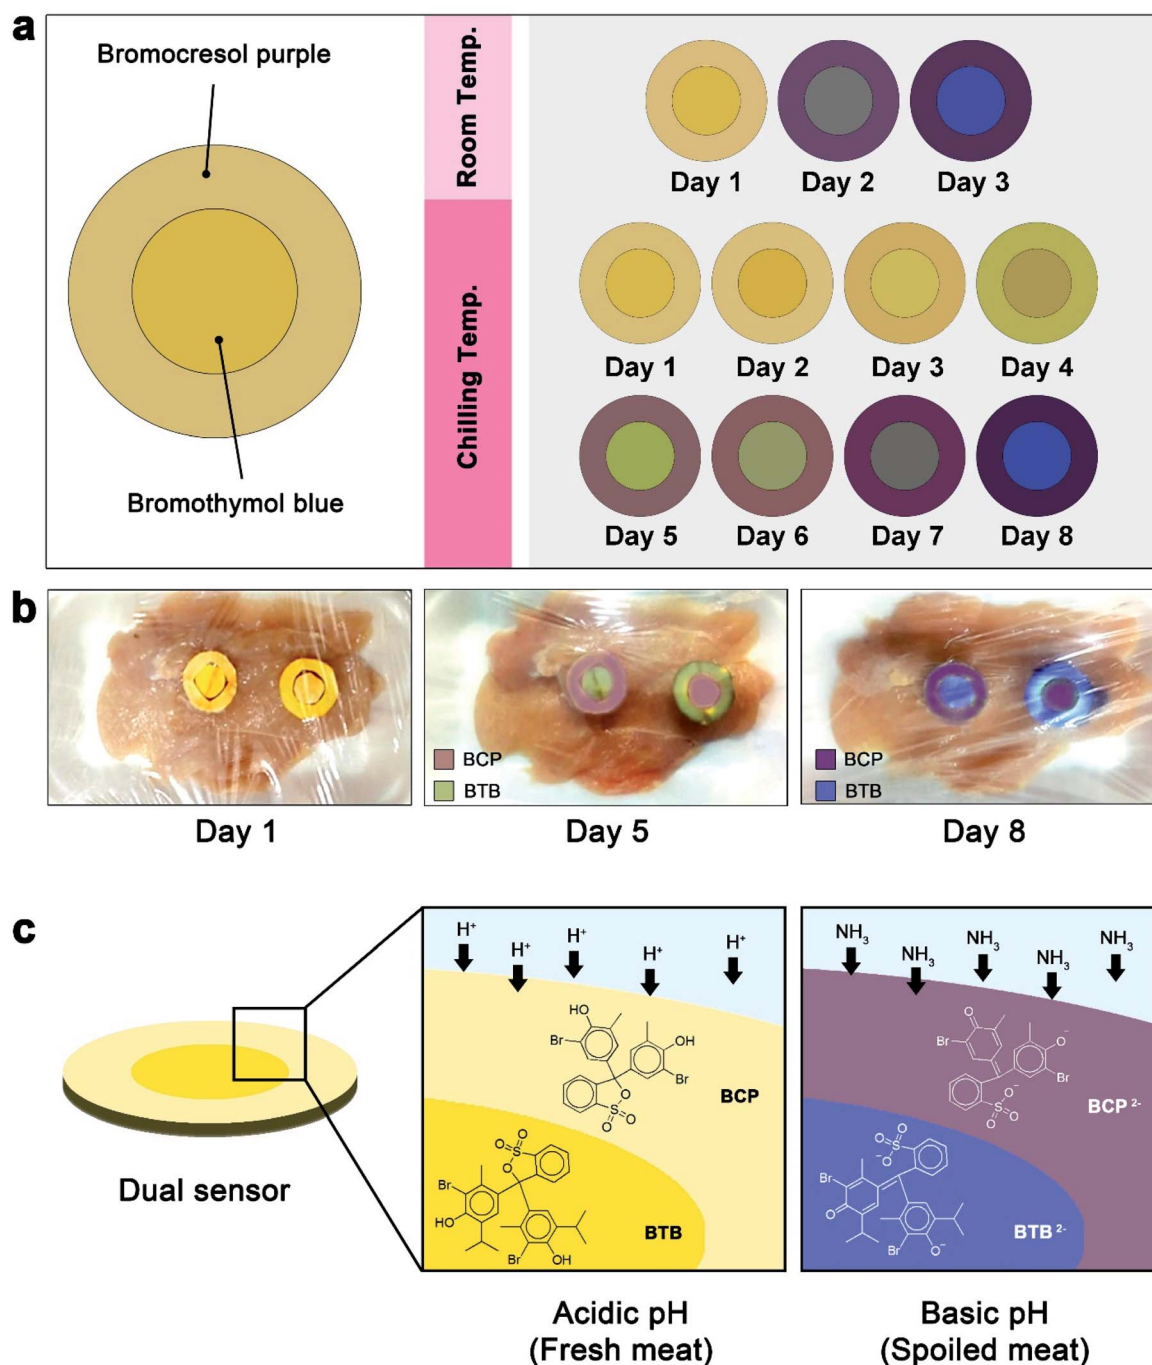 a
Bromocresol purple
Bromothymol blue
Room Temp.
Chilling Temp.
Day 1
Day 2
Day 3
Day 1
Day 2
Day 3
Day 4
Day 5
Day 6
Day 7
Day 8
b
BCP
BTB
BCP
BTB
Day 1
Day 5
Day 8
c
Dual sensor
H⁺
H⁺
H⁺
H⁺
H⁺
HO
Br
OH
Br
O
S
O
O
BCP
O
O
S
O
Br
HO
Br
OH
BTB
Acidic pH
(Fresh meat)
NH₃
NH₃
NH₃
NH₃
NH₃
O
Br
O⁻
Br
O⁻
S
O
O
BCP²⁻
O
S
O
⁻O
Br
O
Br
O⁻
BTB²⁻
Basic pH
(Spoiled meat)